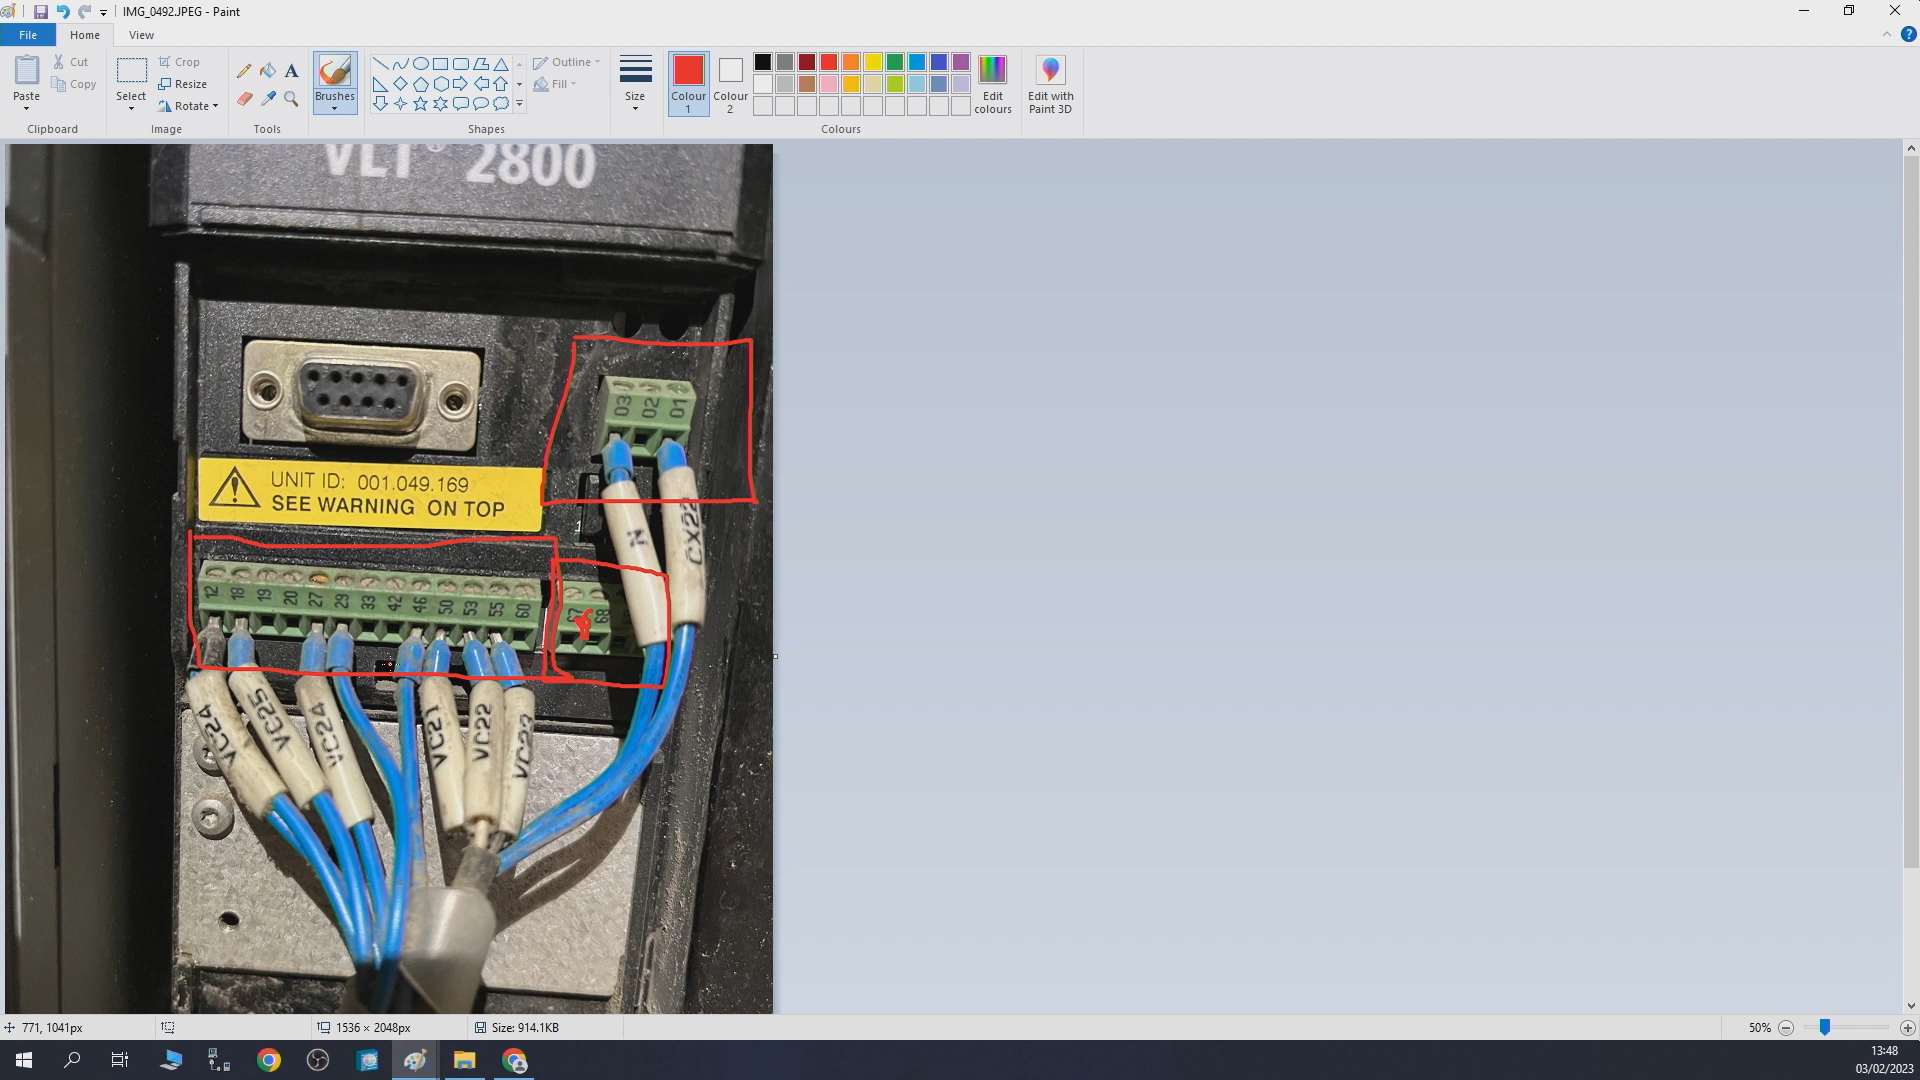 IMG_0492.JPEG - Paint
File Home View
Paste
Cut
Copy
Clipboard
Select
Crop
Resize
Rotate
Image
Tools
Brushes
Shapes
Outline
Fill
Size
Colour 1
Colour 2
Edit colours
Edit with Paint 3D
Colours
VLT® 2800
03 02 01
UNIT ID: 001.049.169
SEE WARNING ON TOP
N
CX22
12 18 19 20 27 29 33 42 46 50 53 55 60
67 68
VC24
VC25
VC24
VC21
VC22
VC23
771, 1041px
1536 × 2048px
Size: 914.1KB
50%
13:48
03/02/2023